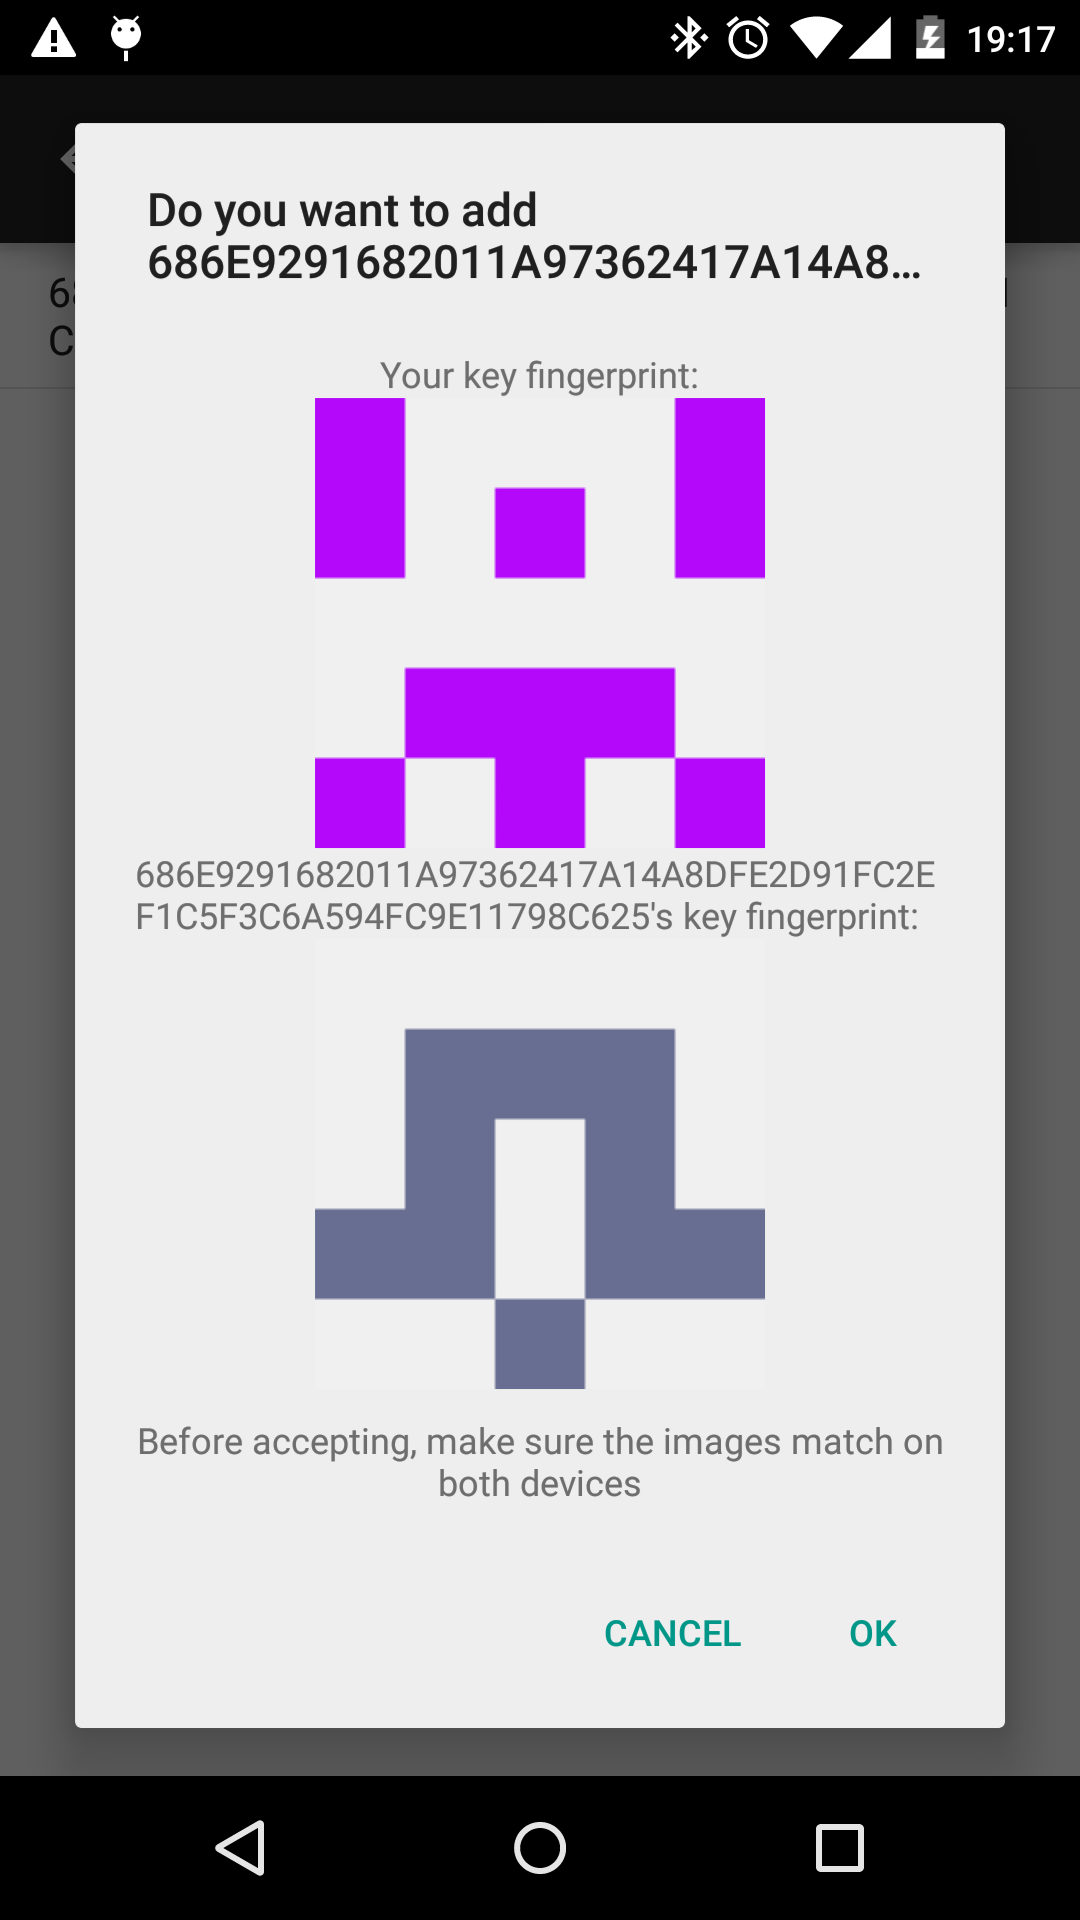 19:17
Do you want to add
686E9291682011A97362417A14A8…
Your key fingerprint:
686E9291682011A97362417A14A8DFE2D91FC2E
F1C5F3C6A594FC9E11798C625's key fingerprint:
Before accepting, make sure the images match on
both devices
CANCEL OK